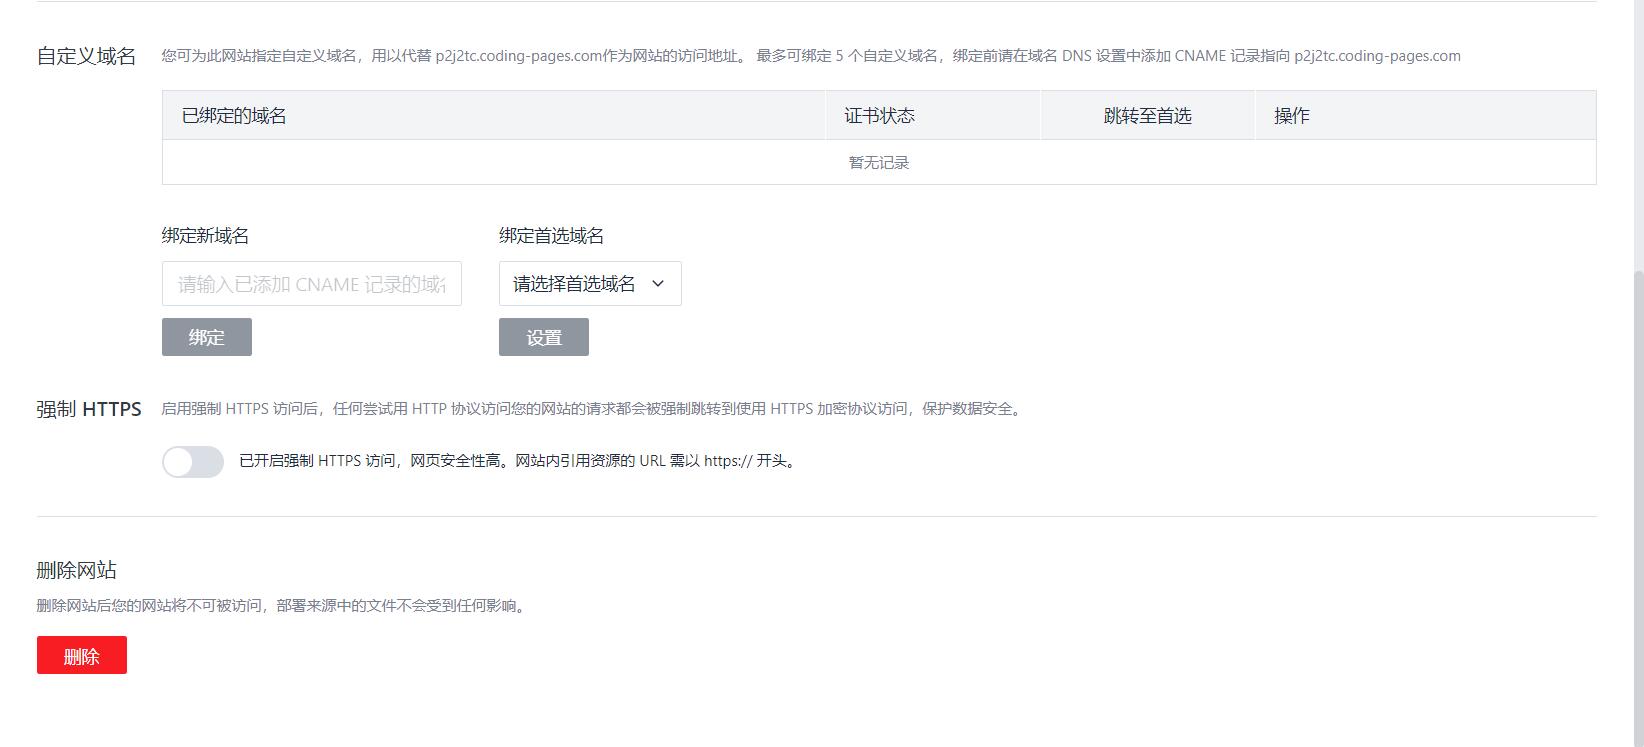 自定义域名 您可为此网站指定自定义域名，用以代替 p2j2tc.coding-pages.com作为网站的访问地址。 最多可绑定 5 个自定义域名，绑定前请在域名 DNS 设置中添加 CNAME 记录指向 p2j2tc.coding-pages.com
已绑定的域名 证书状态 跳转至首选 操作
暂无记录
绑定新域名 绑定首选域名
请输入已添加 CNAME 记录的域 请选择首选域名
绑定 设置
强制 HTTPS 启用强制 HTTPS 访问后，任何尝试用 HTTP 协议访问您的网站的请求都会被强制跳转到使用 HTTPS 加密协议访问，保护数据安全。
已开启强制 HTTPS 访问，网页安全性高。网站内引用资源的 URL 需以 https:// 开头。
删除网站
删除网站后您的网站将不可被访问，部署来源中的文件不会受到任何影响。
删除